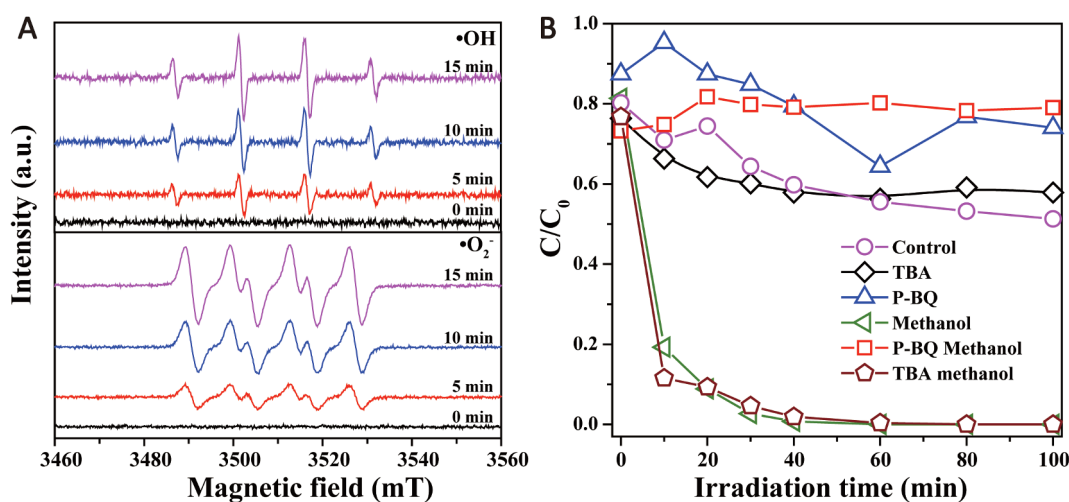 A
•OH
15 min
10 min
5 min
0 min
•O₂⁻
15 min
10 min
5 min
0 min
Intensity (a.u.)
3460 3480 3500 3520 3540 3560
Magnetic field (mT)
B
1.0
0.8
0.6
0.4
0.2
0.0
C/C₀
Control
TBA
P-BQ
Methanol
P-BQ Methanol
TBA methanol
0 20 40 60 80 100
Irradiation time (min)